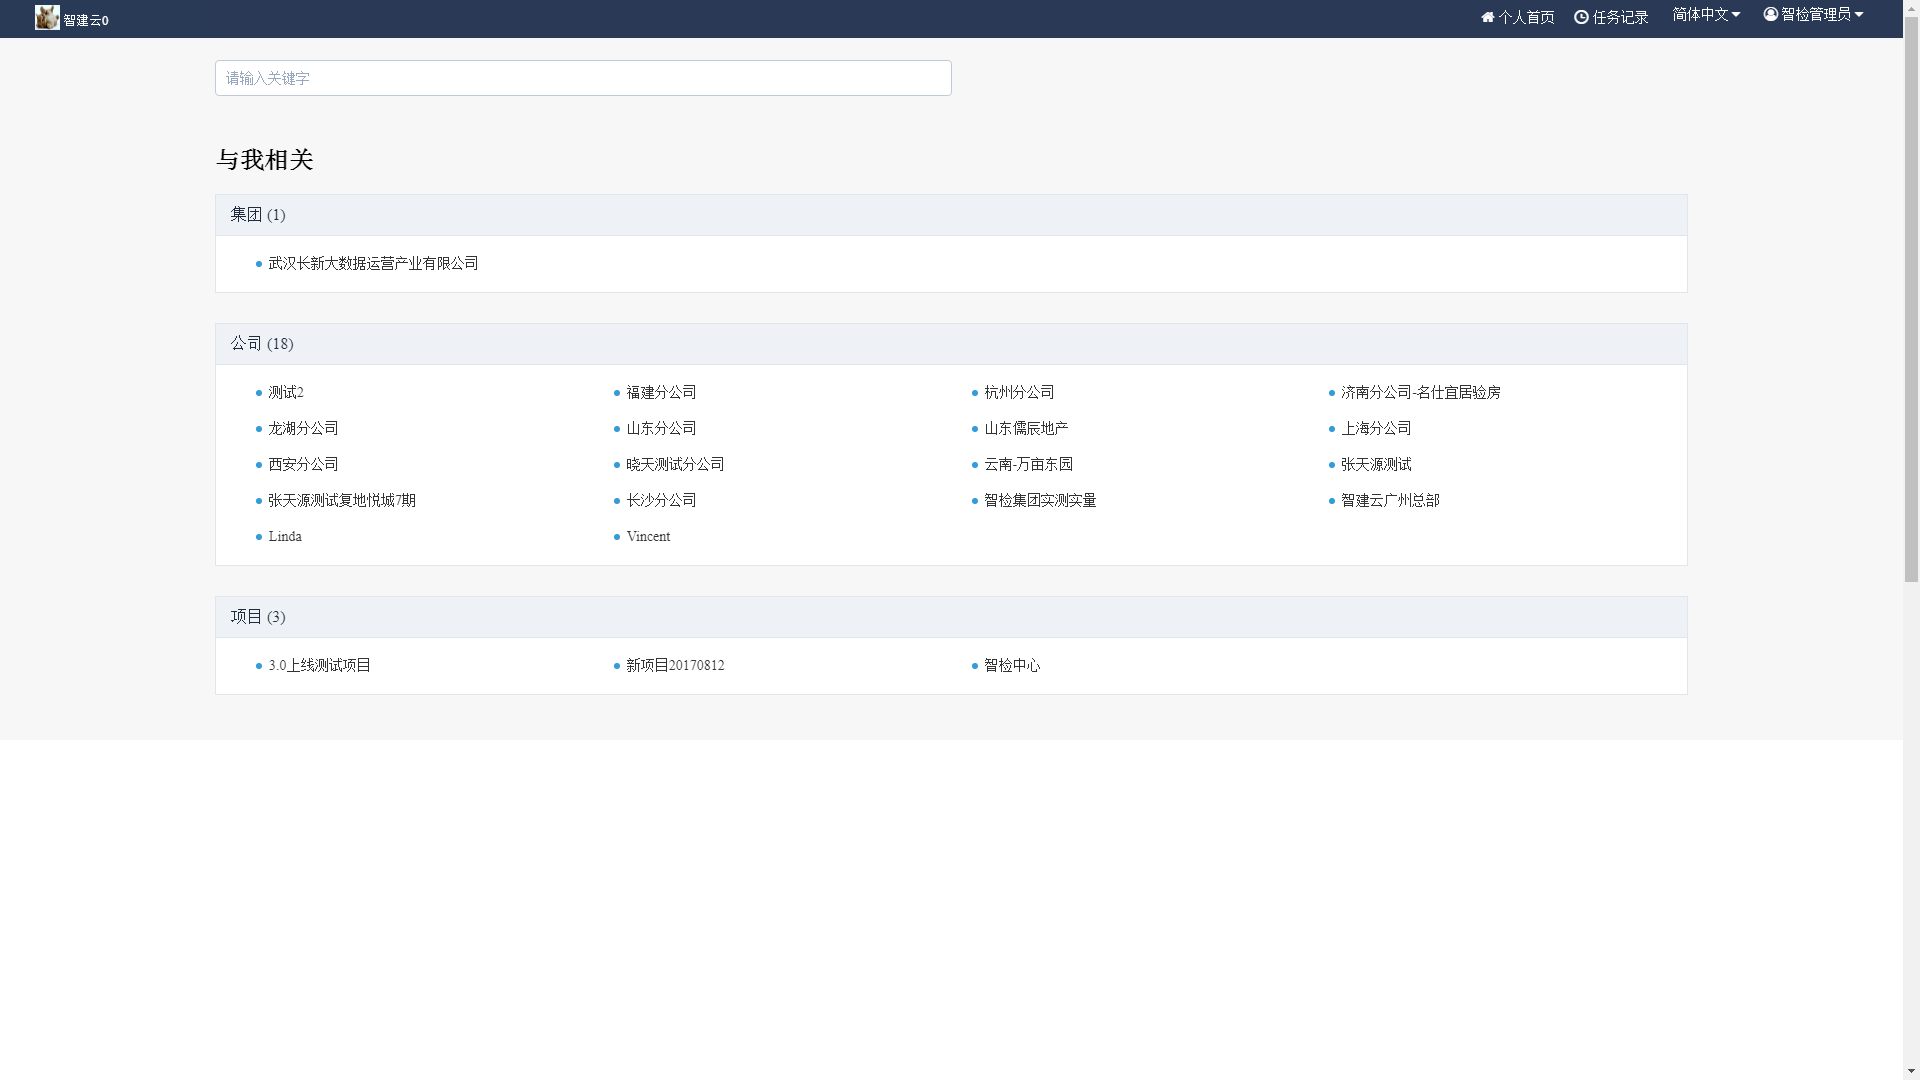 智建云0 个人首页 任务记录 简体中文 智检管理员
请输入关键字
与我相关
集团 (1)
武汉长新大数据运营产业有限公司
公司 (18)
测试2 福建分公司 杭州分公司 济南分公司-名仕宜居验房
龙湖分公司 山东分公司 山东儒辰地产 上海分公司
西安分公司 晓天测试分公司 云南-万亩东园 张天源测试
张天源测试复地悦城7期 长沙分公司 智检集团实测实量 智建云广州总部
Linda Vincent
项目 (3)
3.0上线测试项目 新项目20170812 智检中心